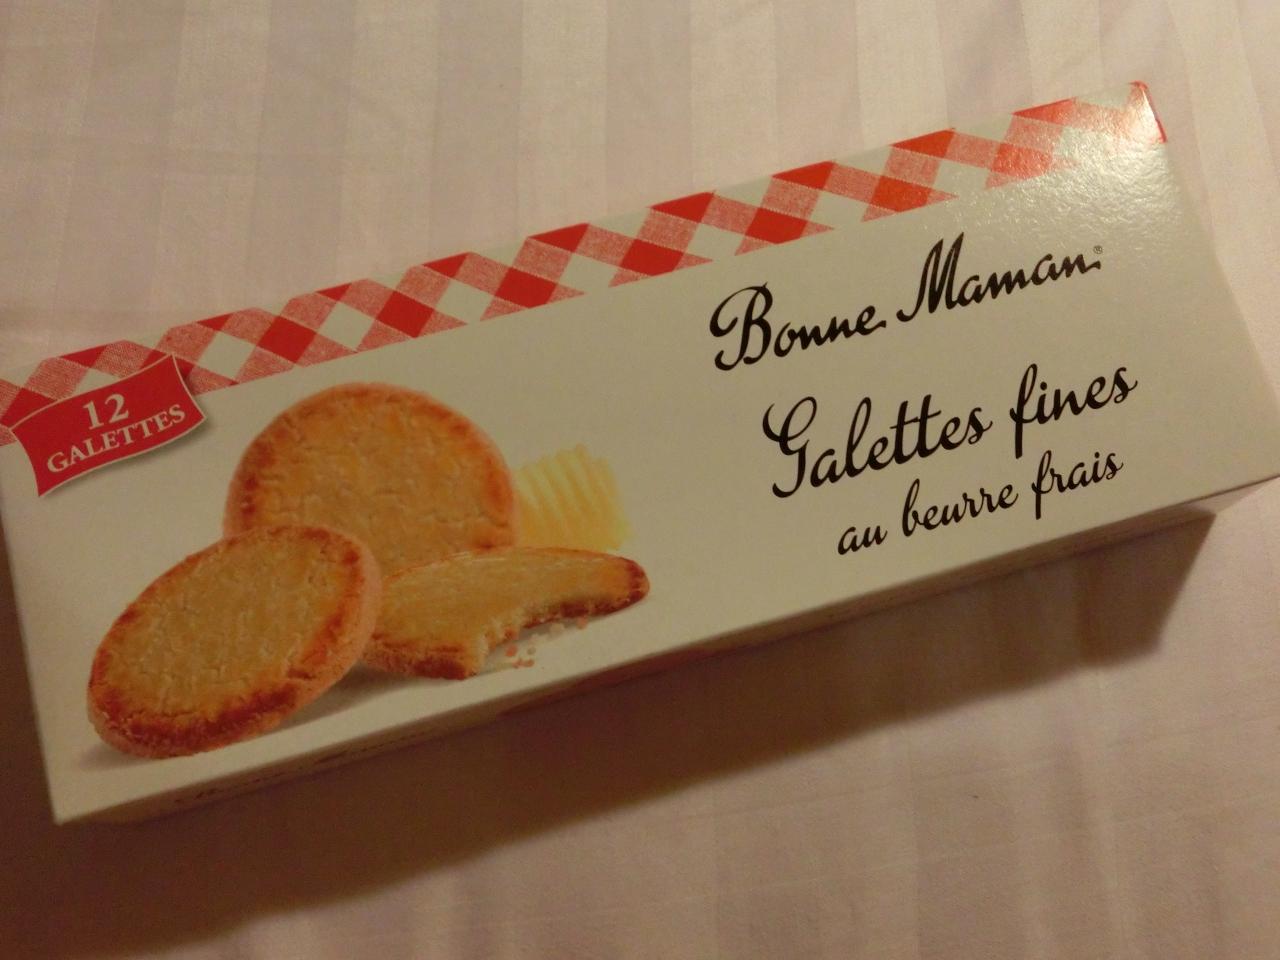 12
GALETTES
Bonne Maman®
Galettes fines
au beurre frais